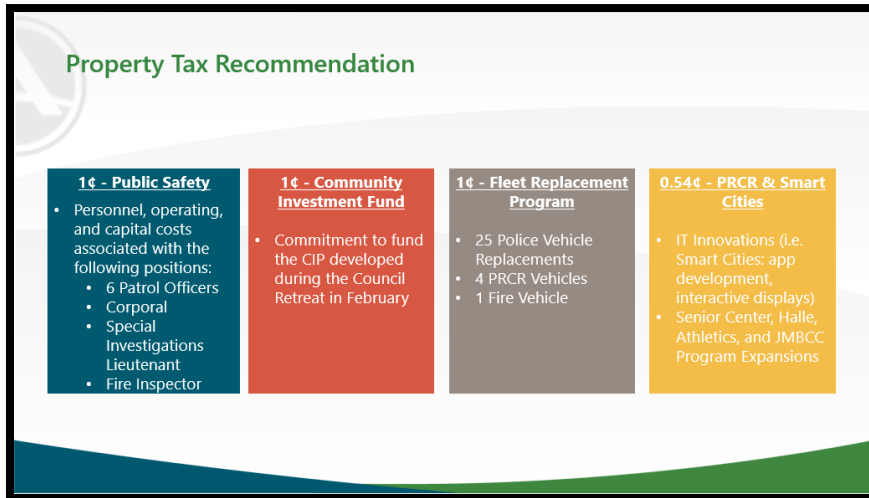 Property Tax Recommendation
1¢ - Public Safety
• Personnel, operating,
and capital costs
associated with the
following positions:
• 6 Patrol Officers
• Corporal
• Special
Investigations
Lieutenant
• Fire Inspector
1¢ - Community
Investment Fund
• Commitment to fund
the CIP developed
during the Council
Retreat in February
1¢ - Fleet Replacement
Program
• 25 Police Vehicle
Replacements
• 4 PRCR Vehicles
• 1 Fire Vehicle
0.54¢ - PRCR & Smart
Cities
• IT Innovations (i.e.
Smart Cities: app
development,
interactive displays)
• Senior Center, Halle,
Athletics, and JMBCC
Program Expansions